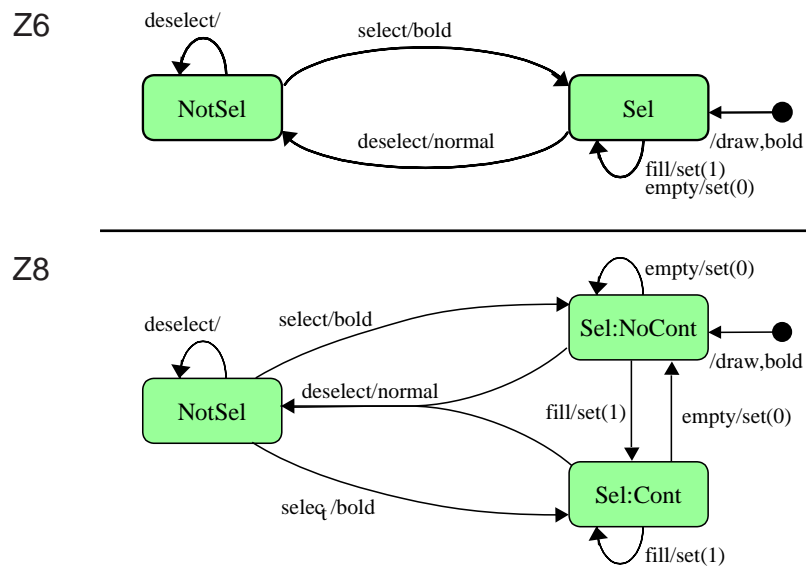 Z6
deselect/
select/bold
NotSel
Sel
deselect/normal
/draw,bold
fill/set(1)
empty/set(0)
Z8
empty/set(0)
deselect/
select/bold
Sel:NoCont
/draw,bold
deselect/normal
NotSel
fill/set(1)
empty/set(0)
Sel:Cont
select/bold
fill/set(1)